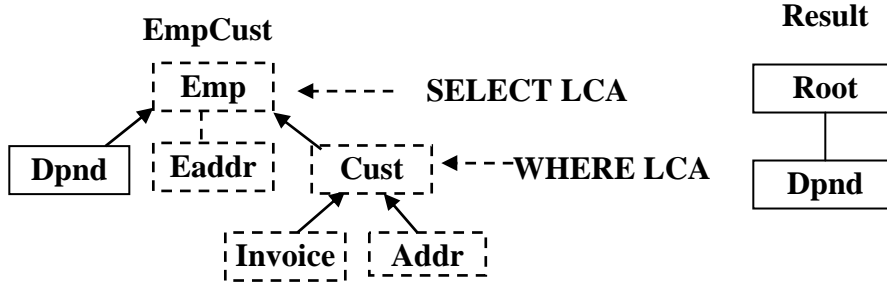 EmpCust
Result
Emp
SELECT LCA
Root
Dpnd
Eaddr
Cust
WHERE LCA
Dpnd
Invoice
Addr